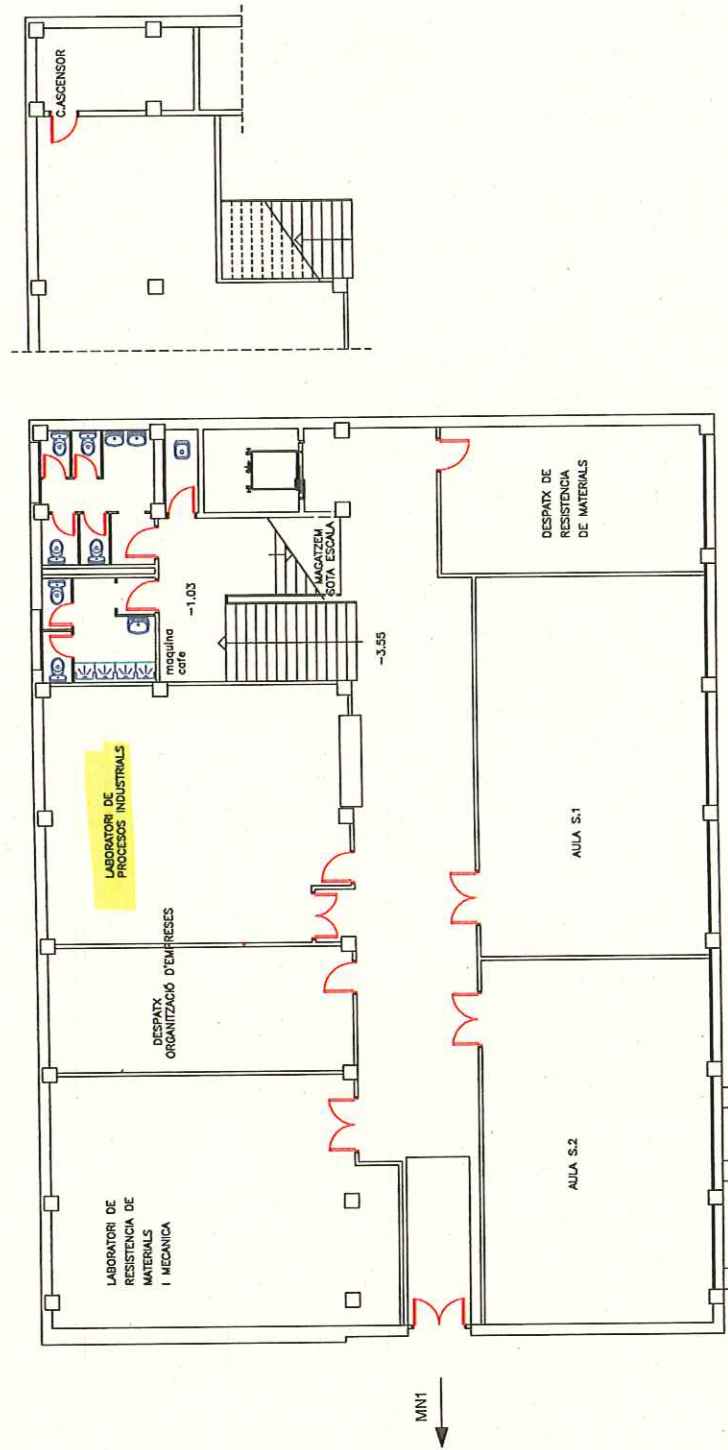 C.ASCENSOR
LABORATORI DE
RESISTENCIA DE
MATERIALS
I MECANICA
DESPATX
ORGANITZACIÓ D'EMPRESES
LABORATORI DE
PROCESOS INDUSTRIALS
maquina
cafe
-1.03
MAGATZEM
SOTA ESCALA
-3.55
MN1
AULA S.2
AULA S.1
DESPATX DE
RESISTENCIA
DE MATERIALS